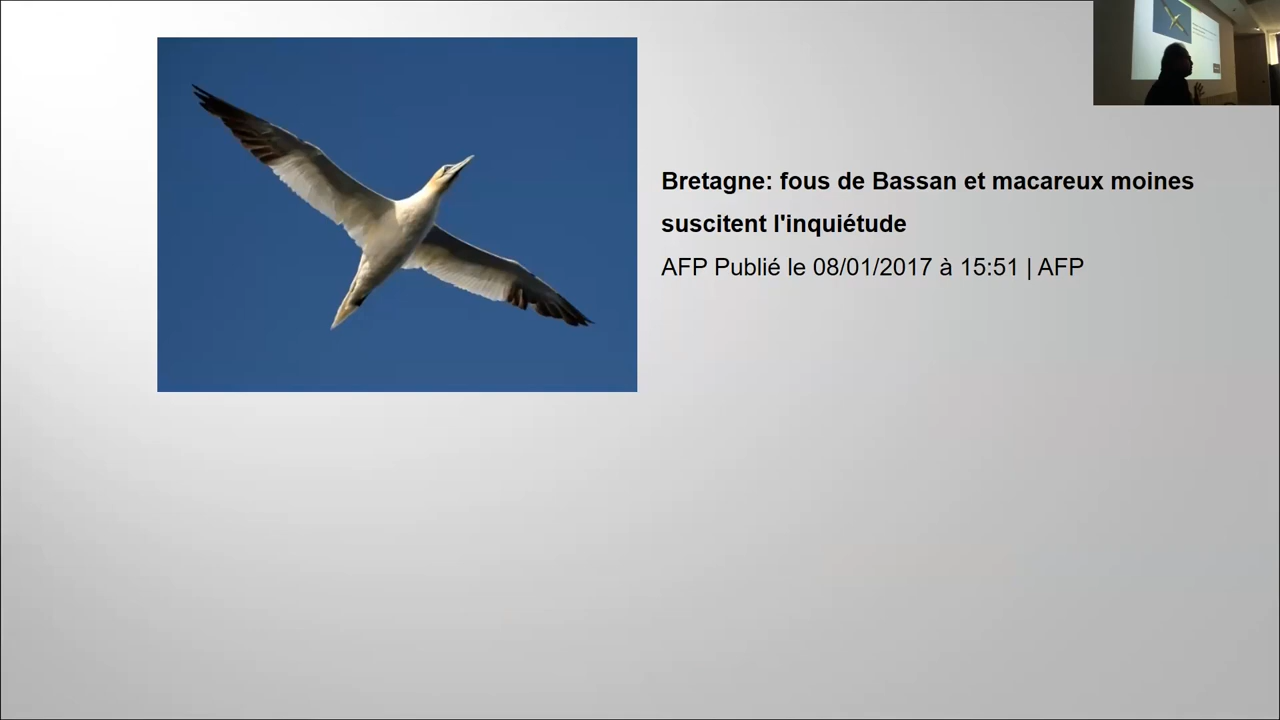 Bretagne: fous de Bassan et macareux moines
suscitent l'inquiétude
AFP Publié le 08/01/2017 à 15:51 | AFP